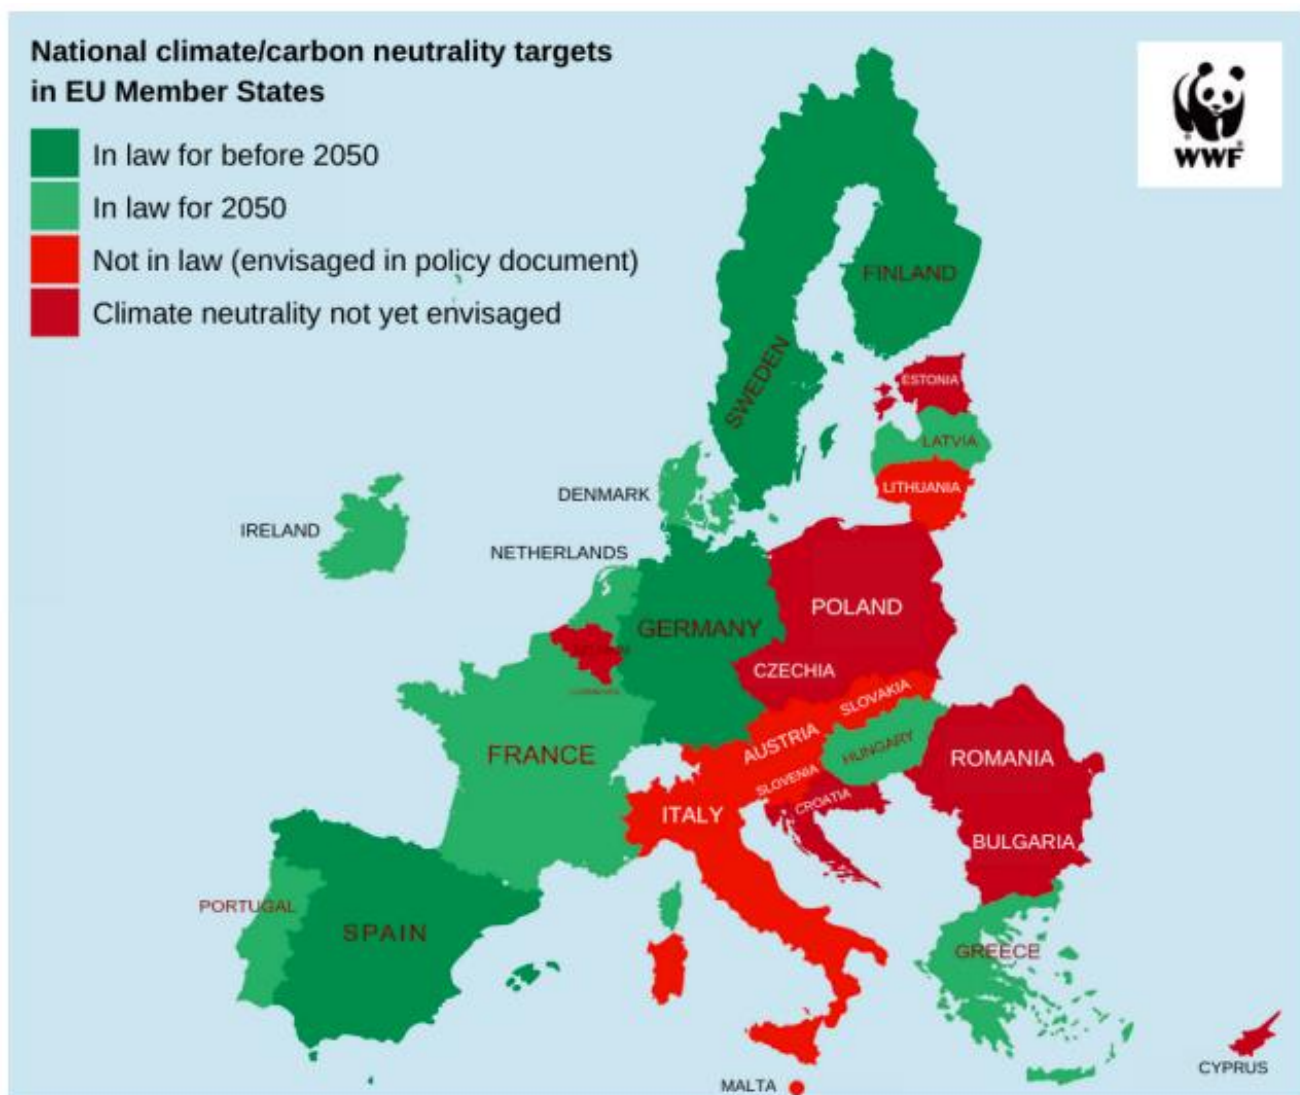 National climate/carbon neutrality targets
in EU Member States
In law for before 2050
In law for 2050
Not in law (envisaged in policy document)
Climate neutrality not yet envisaged
WWF
FINLAND
SWEDEN
ESTONIA
LATVIA
LITHUANIA
DENMARK
IRELAND
NETHERLANDS
POLAND
GERMANY
CZECHIA
SLOVAKIA
AUSTRIA
HUNGARY
FRANCE
ROMANIA
SLOVENIA
CROATIA
ITALY
BULGARIA
PORTUGAL
SPAIN
GREECE
CYPRUS
MALTA